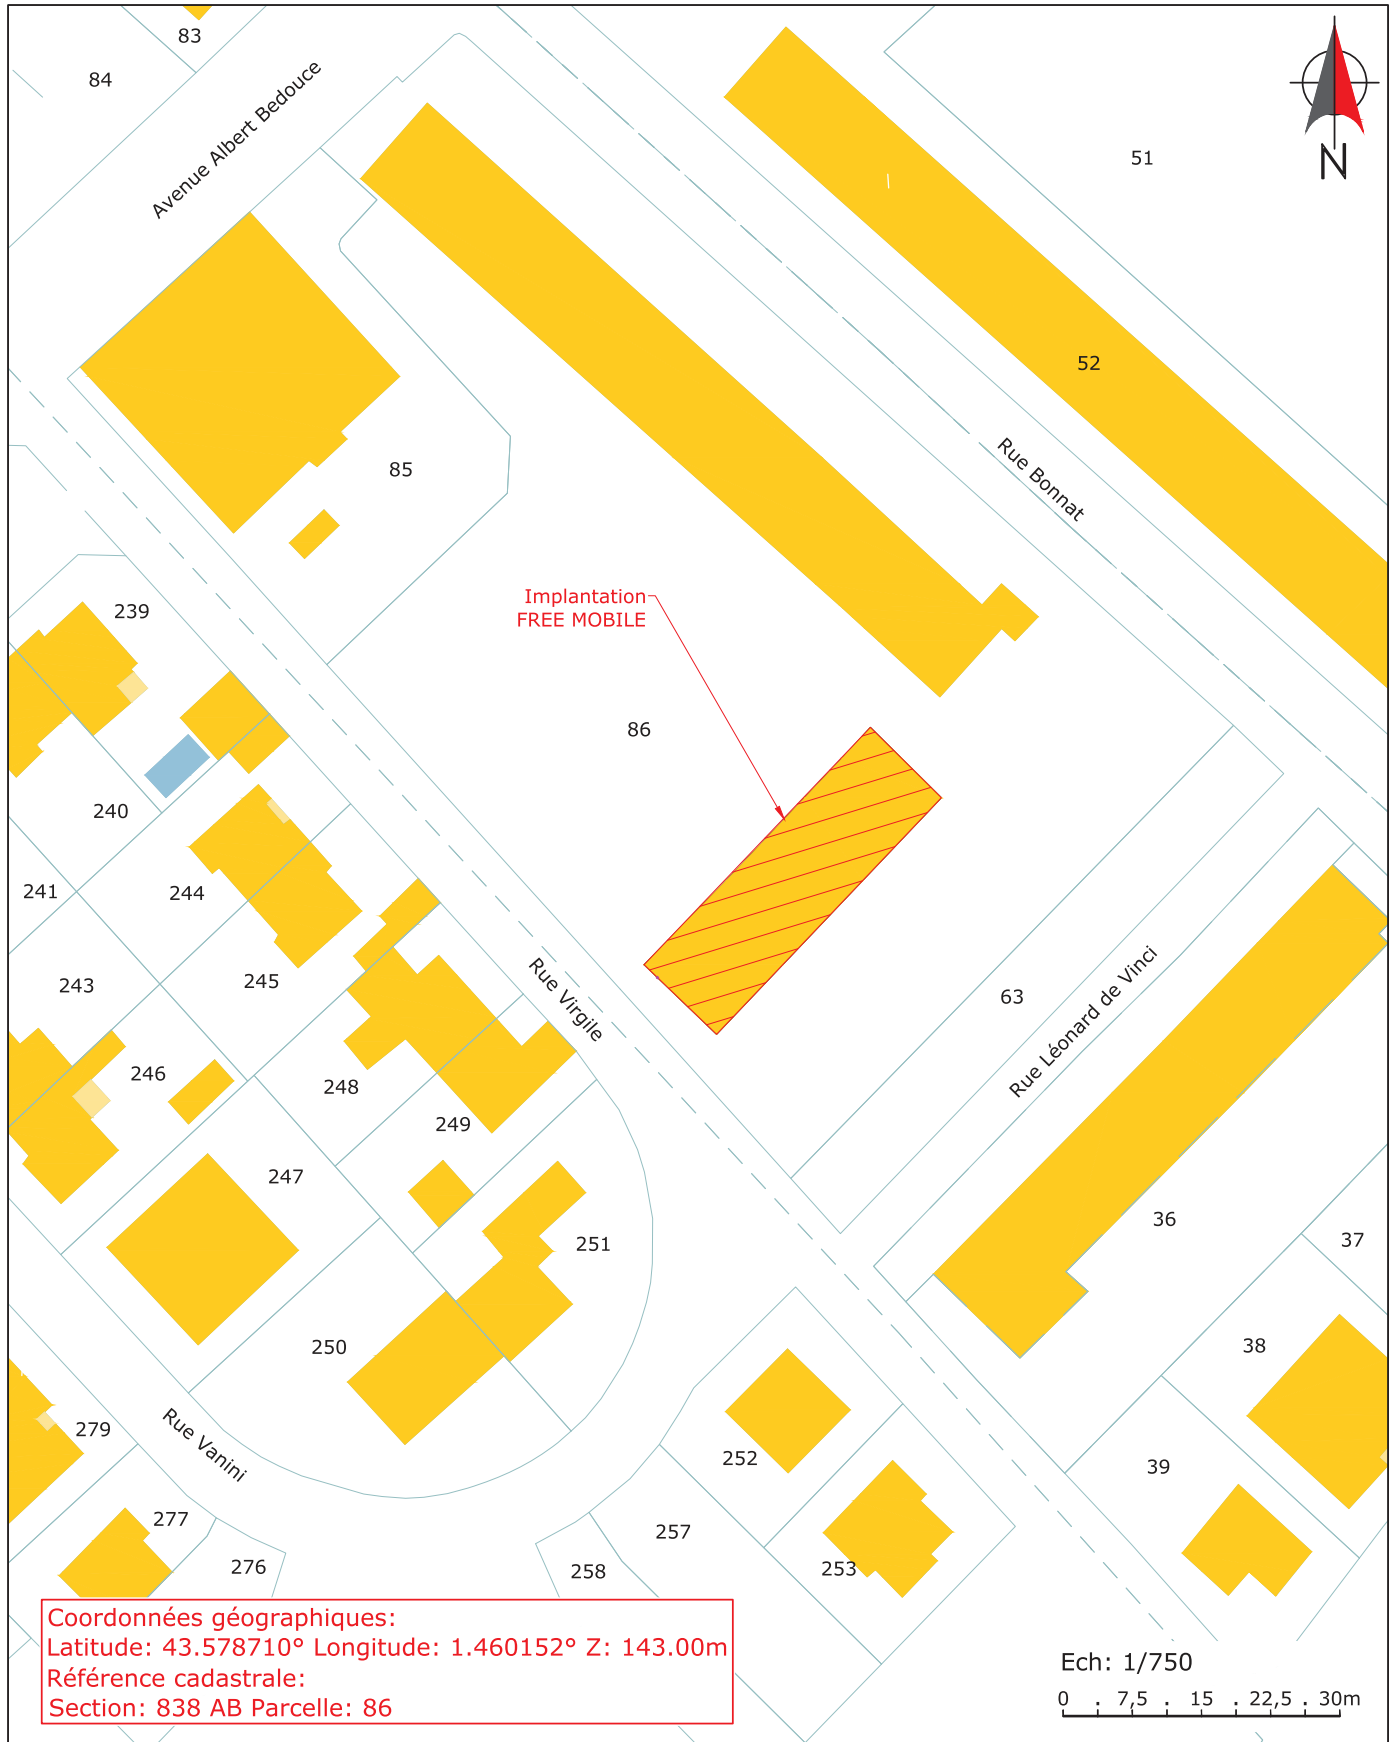 83
84
Avenue Albert Bedouce
N
51
52
Rue Bonnat
85
Implantation
FREE MOBILE
239
86
240
241
244
243
245
Rue Virgile
63
Rue Léonard de Vinci
246
248
249
247
36
37
251
250
38
279
Rue Vanini
252
39
277
257
276
258
253
Coordonnées géographiques:
Latitude: 43.578710° Longitude: 1.460152° Z: 143.00m
Référence cadastrale:
Section: 838 AB Parcelle: 86
Ech: 1/750
0 . 7,5 . 15 . 22,5 . 30m